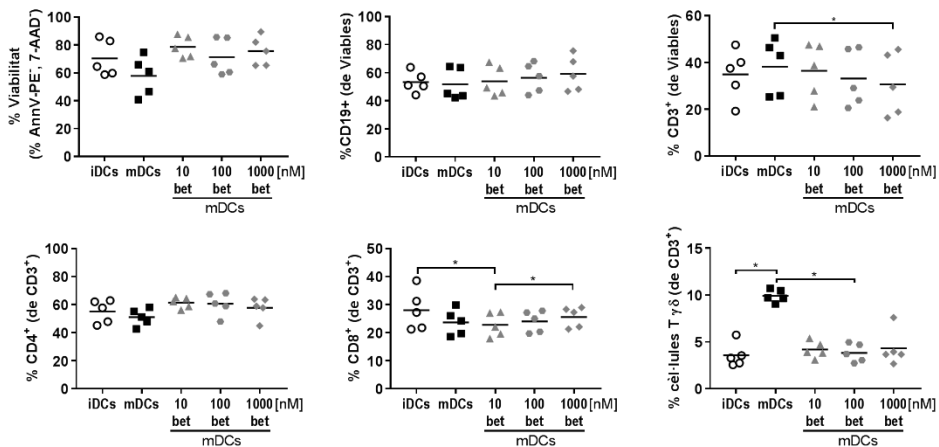 % Viabilitat
(% AnnV-PE⁻, 7-AAD⁻)
100
80
60
40
20
0
iDCs mDCs 10 100 1000 [nM]
bet bet bet
mDCs
%CD19+ (de Viables)
100
80
60
40
20
0
iDCs mDCs 10 100 1000 [nM]
bet bet bet
mDCs
% CD3⁺ (de Viables)
60
40
20
0
*
iDCs mDCs 10 100 1000 [nM]
bet bet bet
mDCs
% CD4⁺ (de CD3⁺)
100
80
60
40
20
0
iDCs mDCs 10 100 1000 [nM]
bet bet bet
mDCs
% CD8⁺ (de CD3⁺)
50
40
30
20
10
0
* *
iDCs mDCs 10 100 1000 [nM]
bet bet bet
mDCs
% cèl·lules T γδ (de CD3⁺)
15
10
5
0
* *
iDCs mDCs 10 100 1000 [nM]
bet bet bet
mDCs